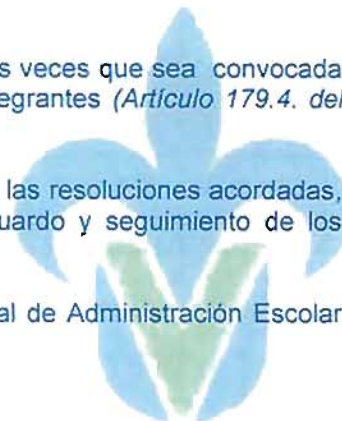 s veces que sea convocada
egrantes (Artículo 179.4. del
las resoluciones acordadas,
uardo y seguimiento de los
al de Administración Escolar